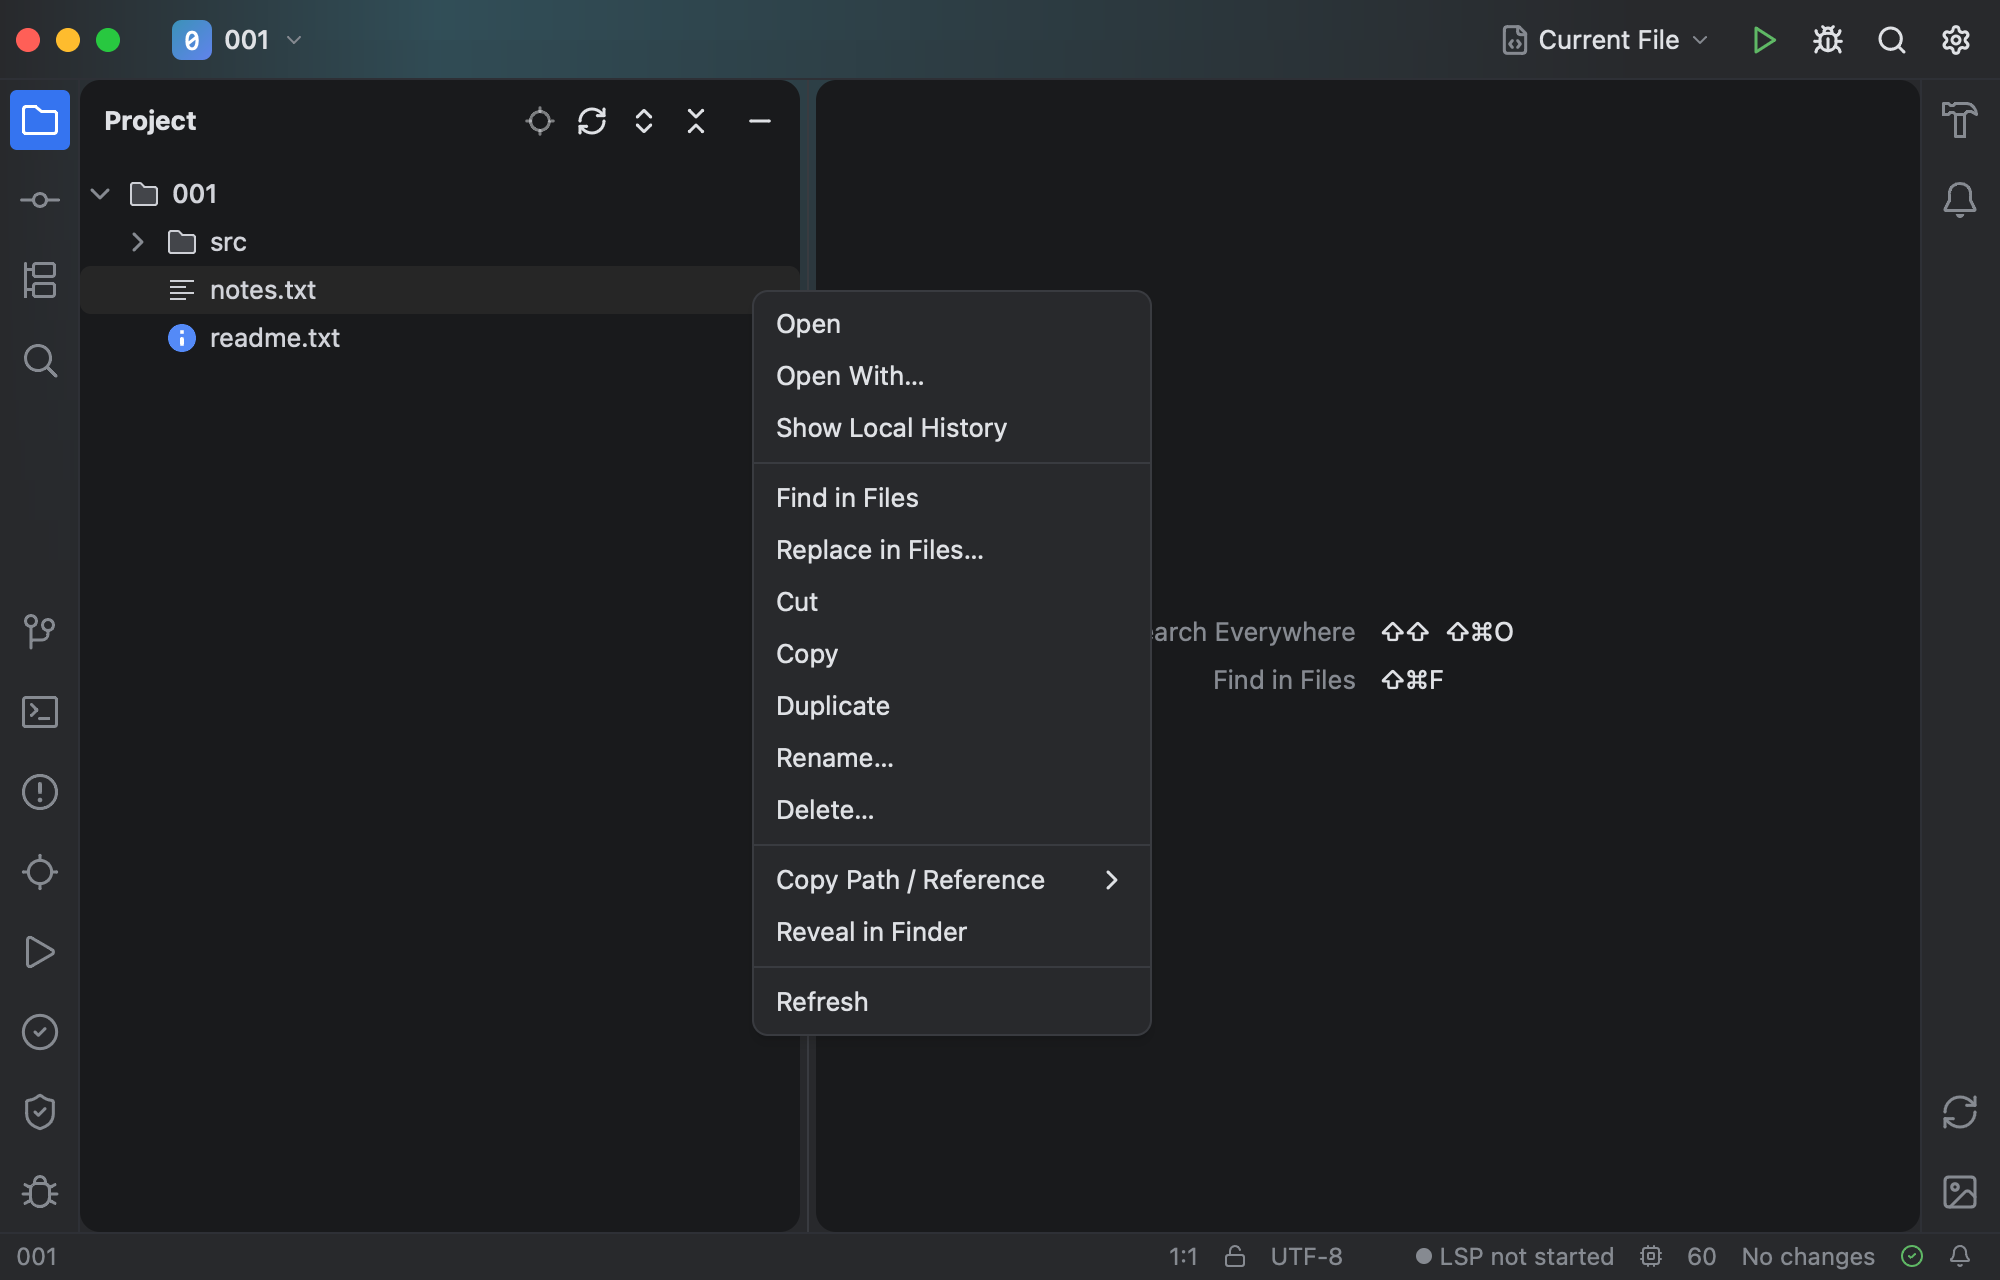 0 001
Current File
Project
001
src
notes.txt
readme.txt
Open
Open With...
Show Local History
Find in Files
Replace in Files...
Cut
Copy
Duplicate
Rename...
Delete...
Copy Path / Reference
Reveal in Finder
Refresh
earch Everywhere ⇧⇧ ⇧⌘O
Find in Files ⇧⌘F
001
1:1
UTF-8
LSP not started
60
No changes